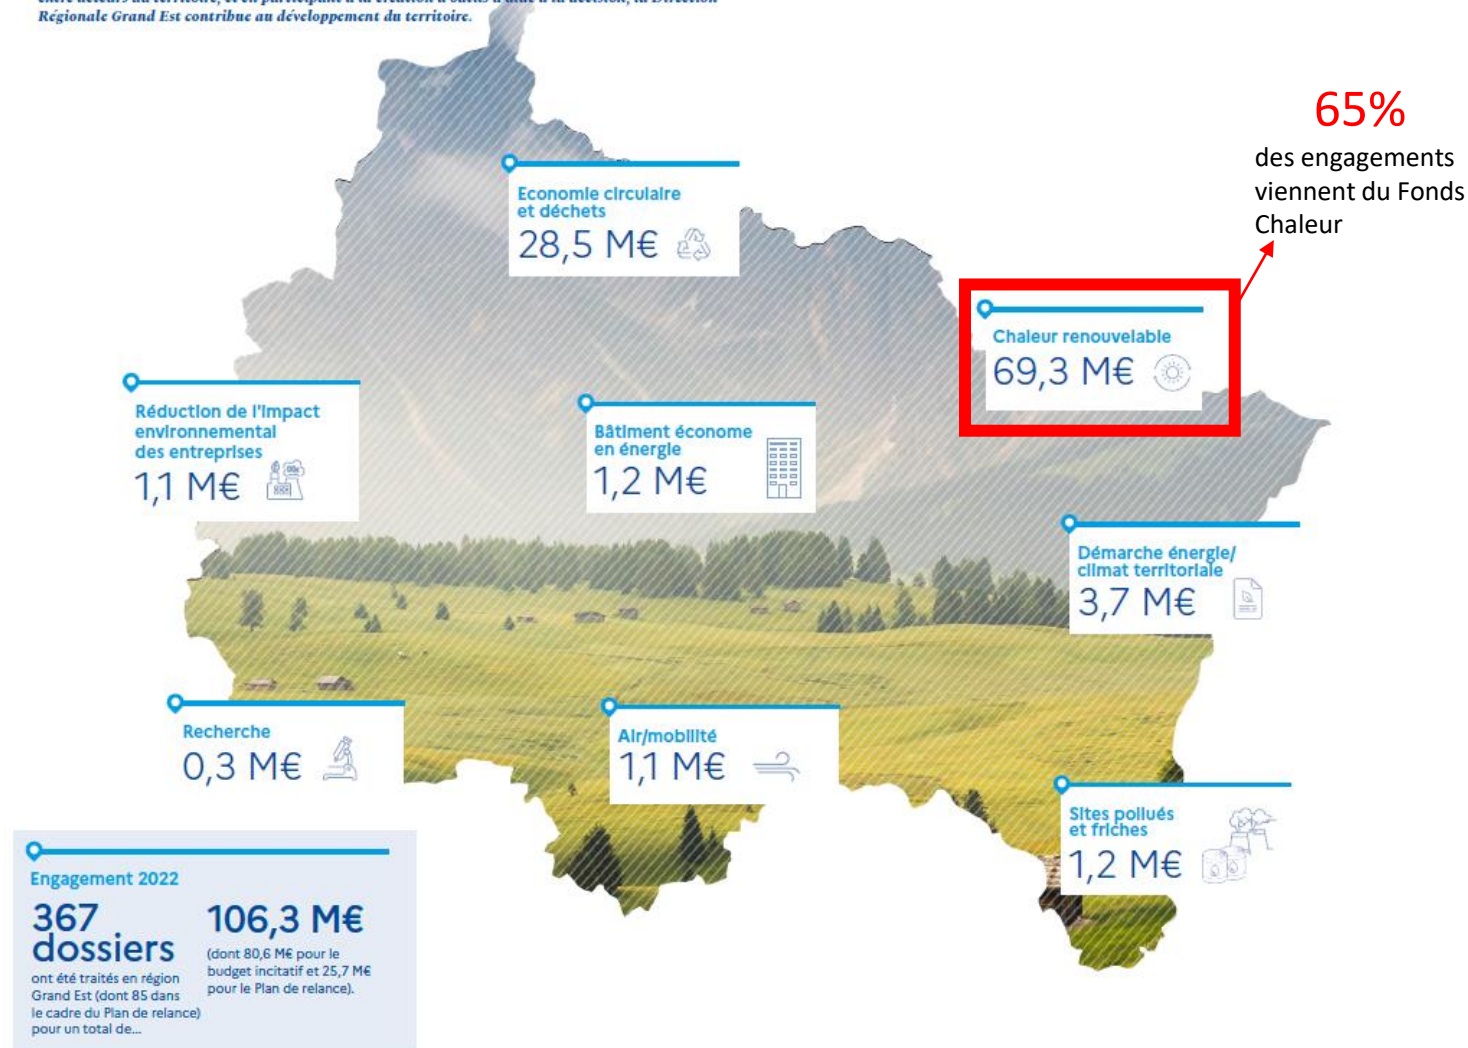 Régionale Grand Est contribue au développement du territoire.
65%
des engagements
viennent du Fonds
Chaleur
Economie circulaire
et déchets
28,5 M€
Chaleur renouvelable
69,3 M€
Réduction de l'impact
environnemental
des entreprises
1,1 M€
Bâtiment économe
en énergie
1,2 M€
Démarche énergie/
climat territoriale
3,7 M€
Recherche
0,3 M€
Air/mobilité
1,1 M€
Sites pollués
et friches
1,2 M€
Engagement 2022
367
dossiers
ont été traités en région
Grand Est (dont 85 dans
le cadre du Plan de relance)
pour un total de...
106,3 M€
(dont 80,6 M€ pour le
budget incitatif et 25,7 M€
pour le Plan de relance).